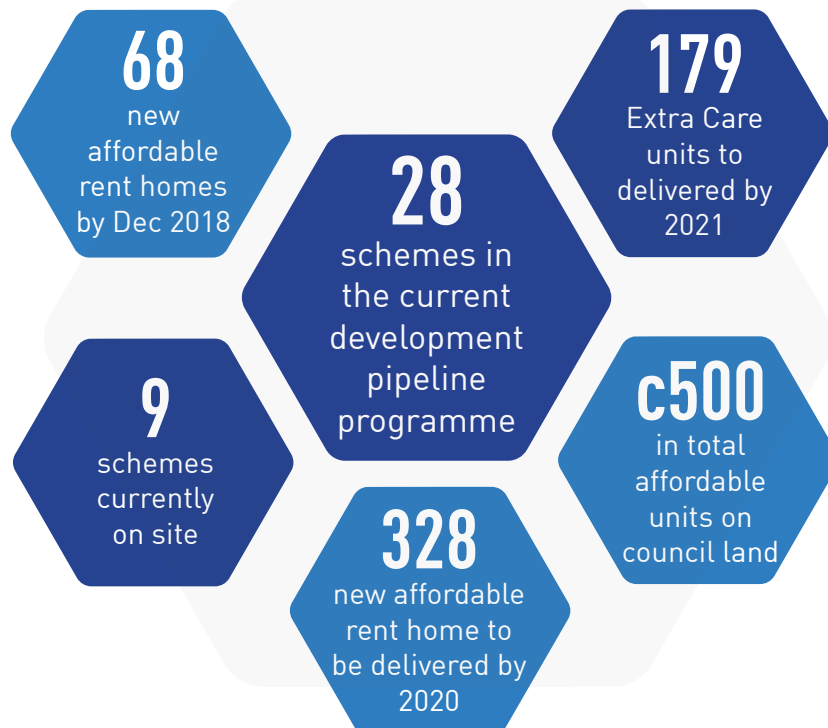 68
new
affordable
rent homes
by Dec 2018
179
Extra Care
units to
delivered by
2021
28
schemes in
the current
development
pipeline
programme
9
schemes
currently
on site
c500
in total
affordable
units on
council land
328
new affordable
rent home to
be delivered by
2020